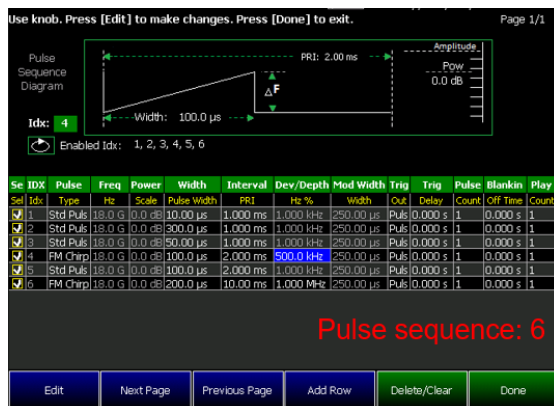 Use knob. Press [Edit] to make changes. Press [Done] to exit. Page 1/1
Pulse
Sequence
Diagram
PRI: 2.00 ms
Amplitude
Pow
0.0 dB
ΔF
Width: 100.0 μs
Idx: 4
Enabled Idx: 1, 2, 3, 4, 5, 6
Se IDX Pulse Freq Power Width Interval Dev/Depth Mod Width Trig Trig Pulse Blankin Play
Sel Idx Type Hz Scale Pulse Width PRI Hz % Width Out Delay Count Off Time Count
1 Std Puls 18.0 G 0.0 dB 10.00 μs 1.000 ms 1.000 kHz 250.00 μs Puls 0.000 s 1 0.000 s 1
2 Std Puls 18.0 G 0.0 dB 300.0 μs 1.000 ms 1.000 kHz 250.00 μs Puls 0.000 s 1 0.000 s 1
3 Std Puls 18.0 G 0.0 dB 50.00 μs 1.000 ms 1.000 kHz 250.00 μs Puls 0.000 s 1 0.000 s 1
4 FM Chirp 18.0 G 0.0 dB 100.0 μs 2.000 ms 500.0 kHz 250.00 μs Puls 0.000 s 1 0.000 s 1
5 Std Puls 18.0 G 0.0 dB 100.0 μs 2.000 ms 1.000 kHz 250.00 μs Puls 0.000 s 1 0.000 s 1
6 FM Chirp 18.0 G 0.0 dB 200.0 μs 10.00 ms 1.000 MHz 250.00 μs Puls 0.000 s 1 0.000 s 1
Pulse sequence: 6
Edit Next Page Previous Page Add Row Delete/Clear Done